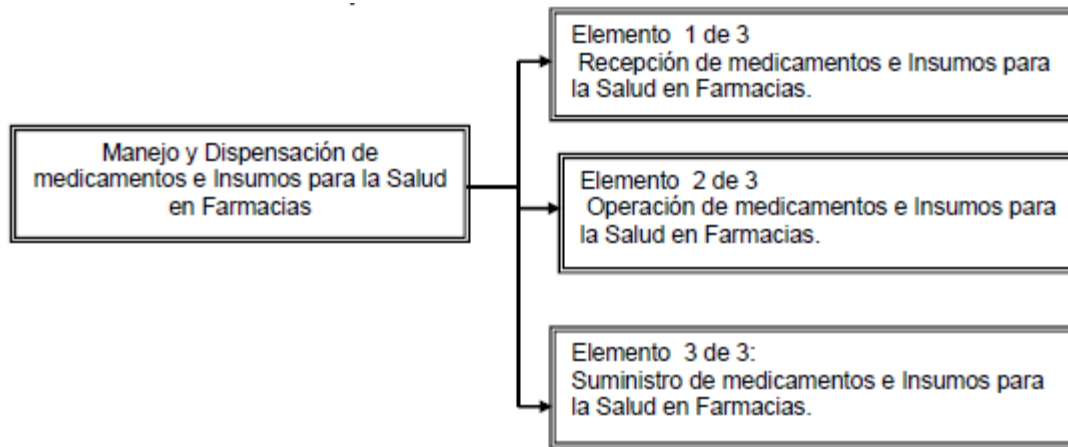 Elemento 1 de 3
Recepción de medicamentos e Insumos para
la Salud en Farmacias.
Manejo y Dispensación de
medicamentos e Insumos para la Salud
en Farmacias
Elemento 2 de 3
Operación de medicamentos e Insumos para
la Salud en Farmacias.
Elemento 3 de 3:
Suministro de medicamentos e Insumos para
la Salud en Farmacias.